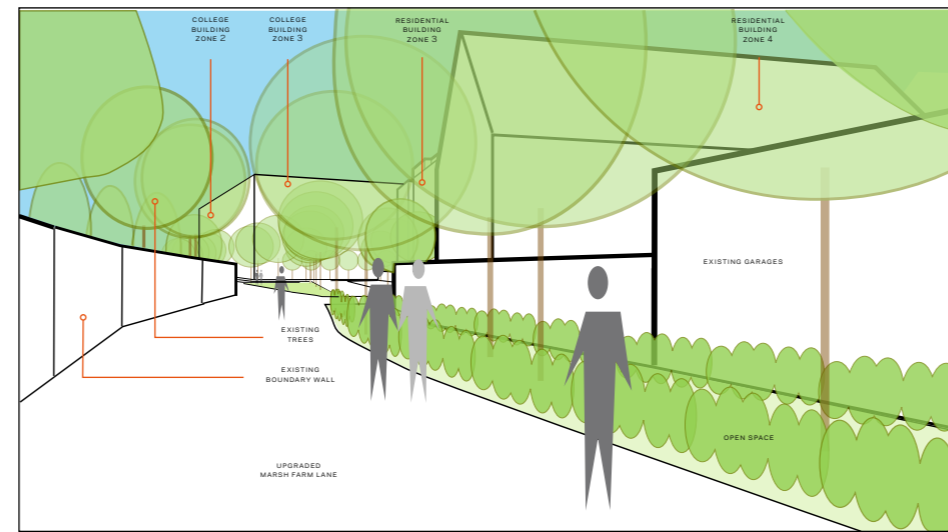 COLLEGE
BUILDING
ZONE 2
COLLEGE
BUILDING
ZONE 3
RESIDENTIAL
BUILDING
ZONE 3
RESIDENTIAL
BUILDING
ZONE 4
EXISTING GARAGES
EXISTING
TREES
EXISTING
BOUNDARY WALL
OPEN SPACE
UPGRADED
MARSH FARM LANE